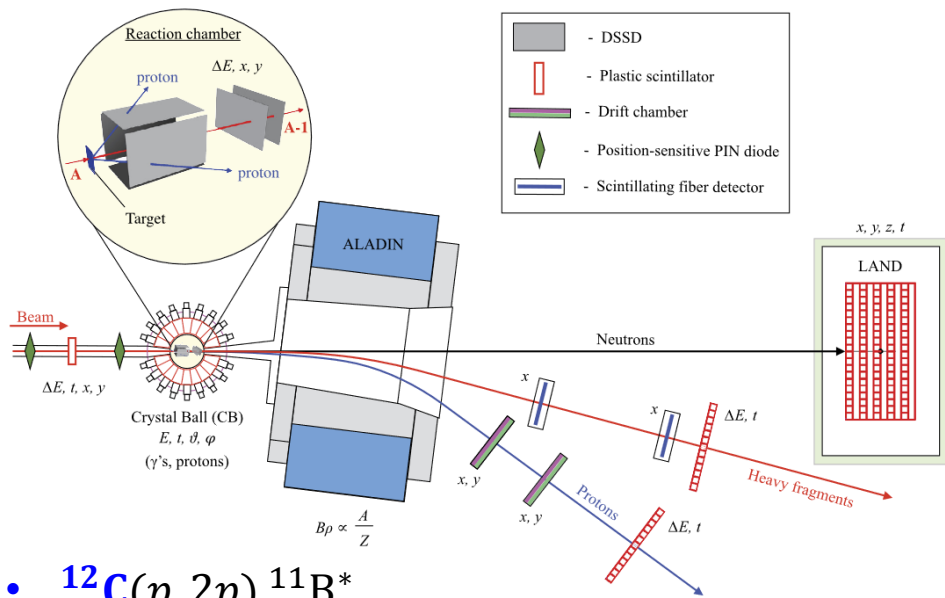 Reaction chamber
ΔE, x, y
proton
A-1
A
proton
Target
- DSSD
- Plastic scintillator
- Drift chamber
- Position-sensitive PIN diode
- Scintillating fiber detector
ALADIN
x, y, z, t
LAND
Beam
Neutrons
ΔE, t, x, y
x
x
ΔE, t
Crystal Ball (CB)
E, t, ϑ, φ
(γ's, protons)
x, y
x, y
Heavy fragments
Protons
ΔE, t
Bρ ∝ A/Z
• ¹²C(p, 2p) ¹¹B*